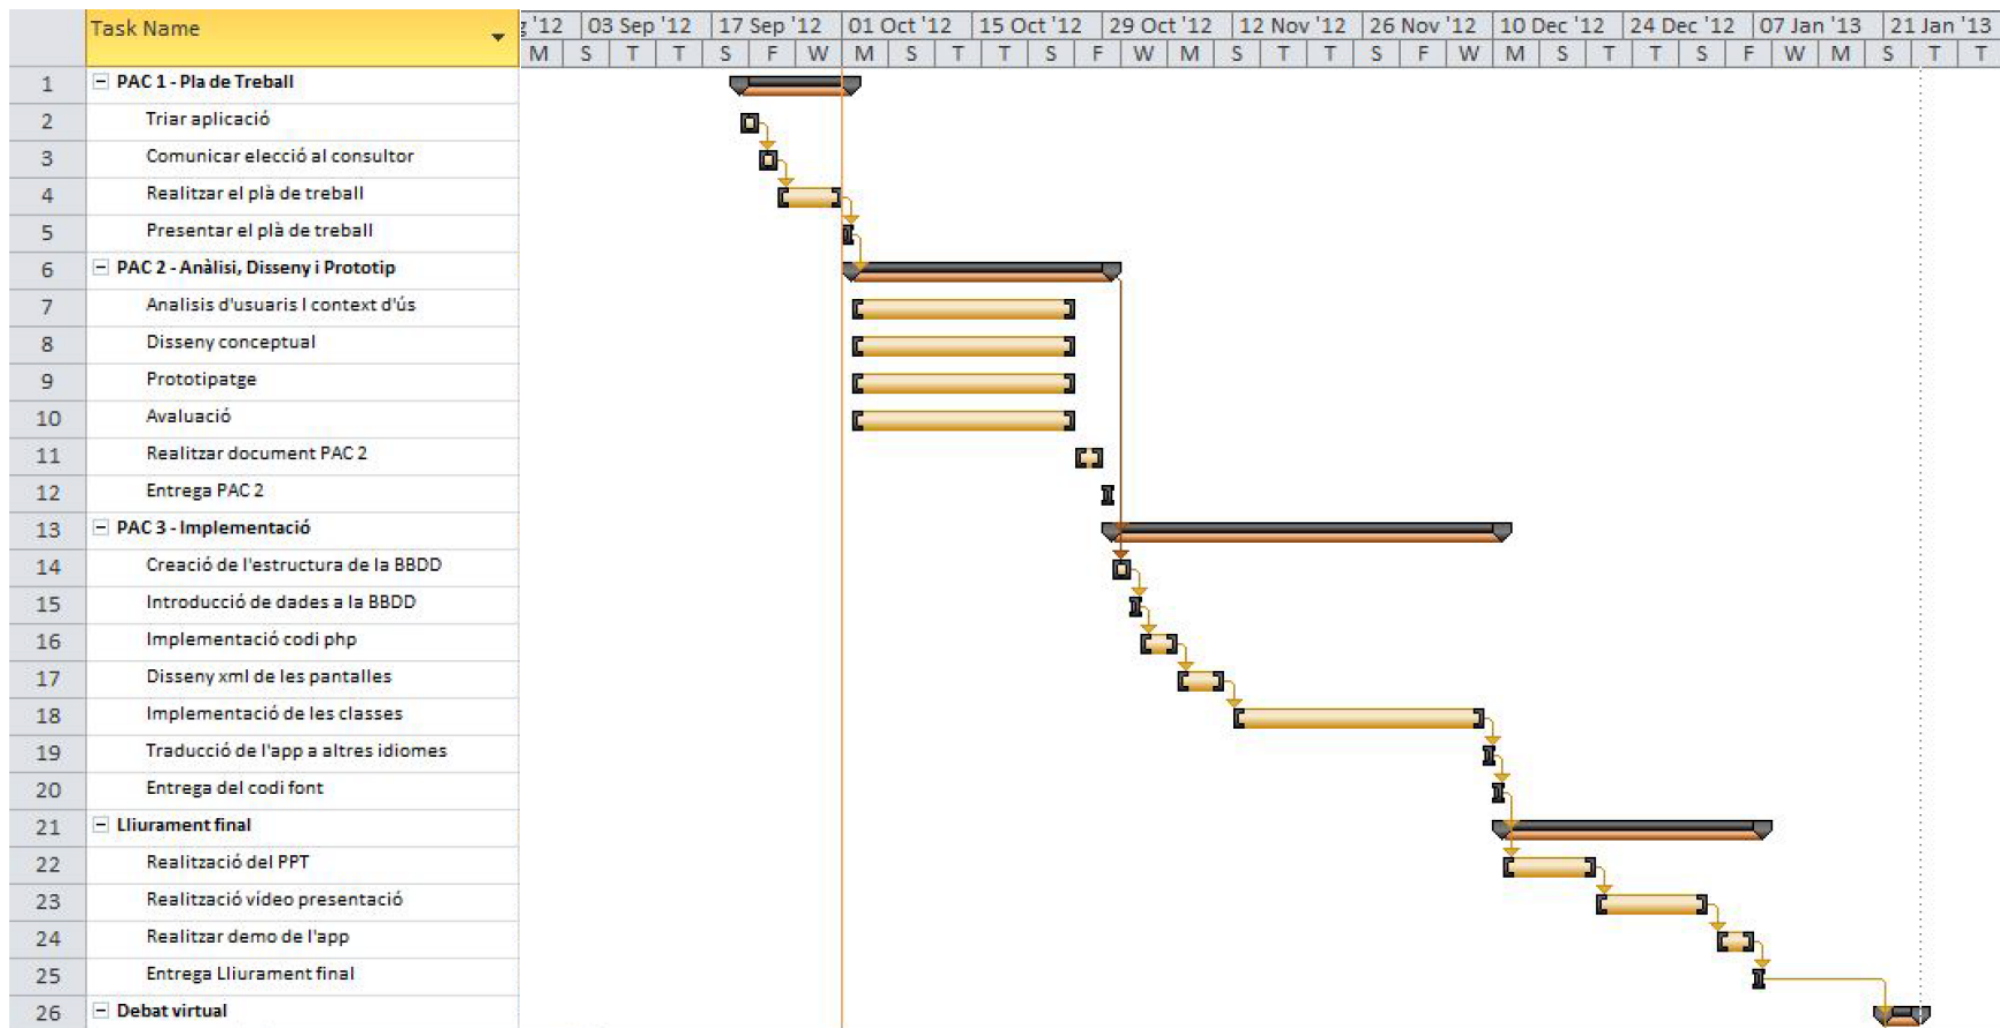 Task Name
g '12 03 Sep '12 17 Sep '12 01 Oct '12 15 Oct '12 29 Oct '12 12 Nov '12 26 Nov '12 10 Dec '12 24 Dec '12 07 Jan '13 21 Jan '13
M S T T S F W M S T T S F W M S T T S F W M S T T S F W M S T T
1 PAC 1 - Pla de Treball
2 Triar aplicació
3 Comunicar elecció al consultor
4 Realitzar el plà de treball
5 Presentar el plà de treball
6 PAC 2 - Anàlisi, Disseny i Prototip
7 Analisis d'usuaris I context d'ús
8 Disseny conceptual
9 Prototipatge
10 Avaluació
11 Realitzar document PAC 2
12 Entrega PAC 2
13 PAC 3 - Implementació
14 Creació de l'estructura de la BBDD
15 Introducció de dades a la BBDD
16 Implementació codi php
17 Disseny xml de les pantalles
18 Implementació de les classes
19 Traducció de l'app a altres idiomes
20 Entrega del codi font
21 Lliurament final
22 Realització del PPT
23 Realització vídeo presentació
24 Realitzar demo de l'app
25 Entrega Lliurament final
26 Debat virtual